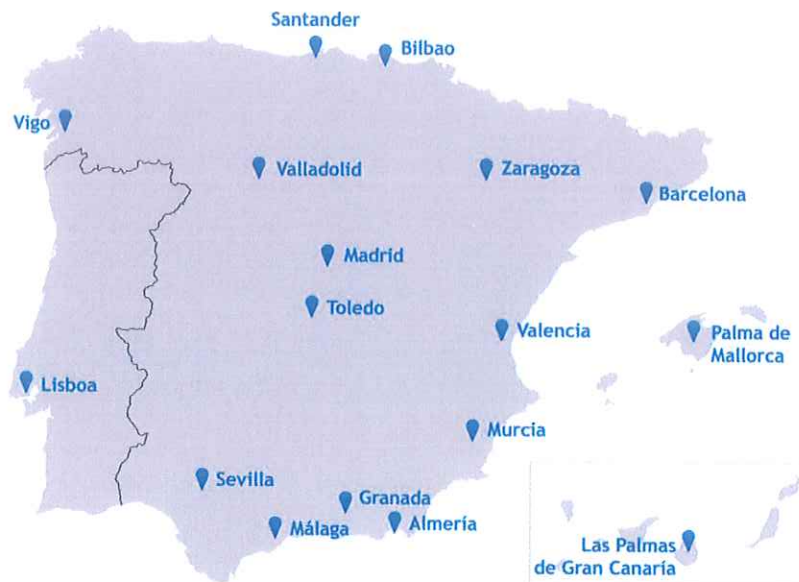 Santander
Bilbao
Vigo
Valladolid
Zaragoza
Barcelona
Madrid
Toledo
Valencia
Palma de
Mallorca
Lisboa
Murcia
Sevilla
Granada
Málaga
Almería
Las Palmas
de Gran Canaría